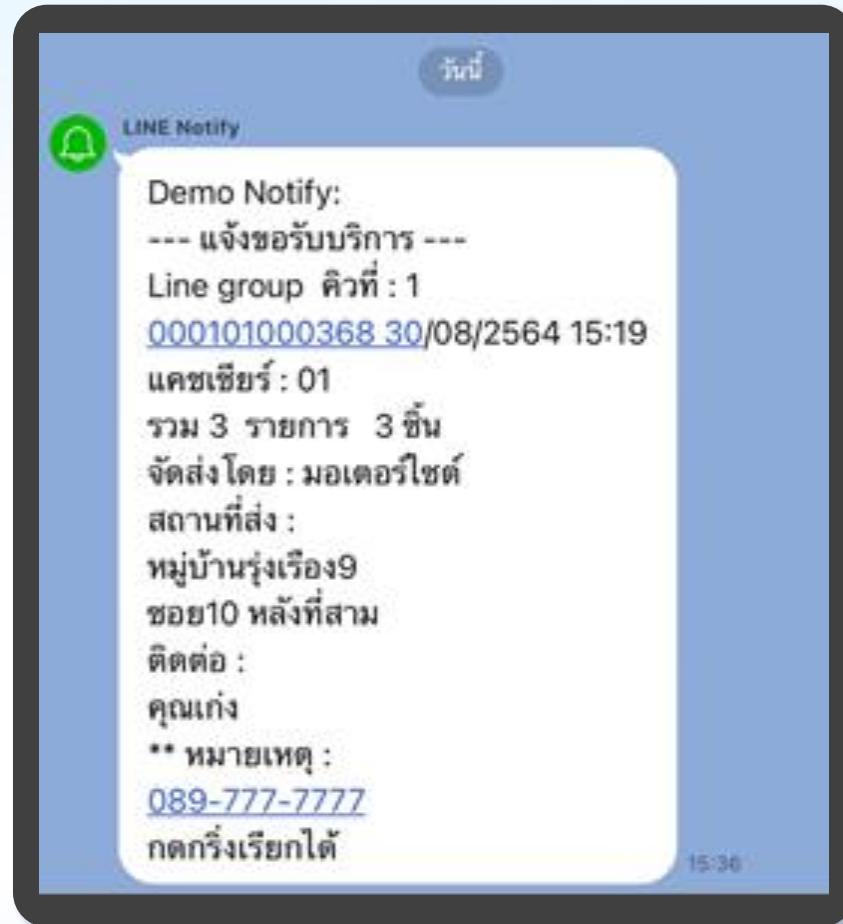 วันนี้
LINE Notify
Demo Notify:
--- แจ้งขอรับบริการ ---
Line group คิวที่ : 1
000101000368 30/08/2564 15:19
แคชเชียร์ : 01
รวม 3 รายการ 3 ชิ้น
จัดส่งโดย : มอเตอร์ไซต์
สถานที่ส่ง :
หมู่บ้านรุ่งเรือง9
ซอย10 หลังที่สาม
ติดต่อ :
คุณเก่ง
** หมายเหตุ :
089-777-7777
กดกริ่งเรียกได้
15:36